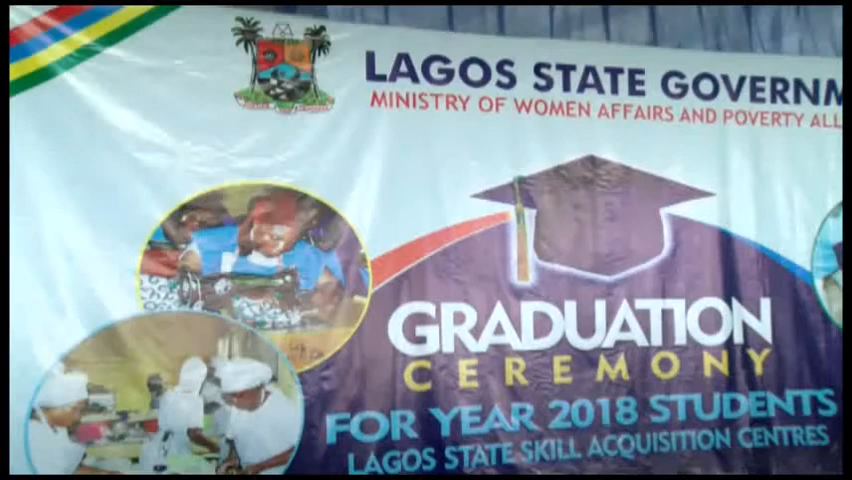 LAGOS STATE GOVERNM
MINISTRY OF WOMEN AFFAIRS AND POVERTY ALL
GRADUATION
CEREMONY
FOR YEAR 2018 STUDENTS
LAGOS STATE SKILL ACQUISITION CENTRES